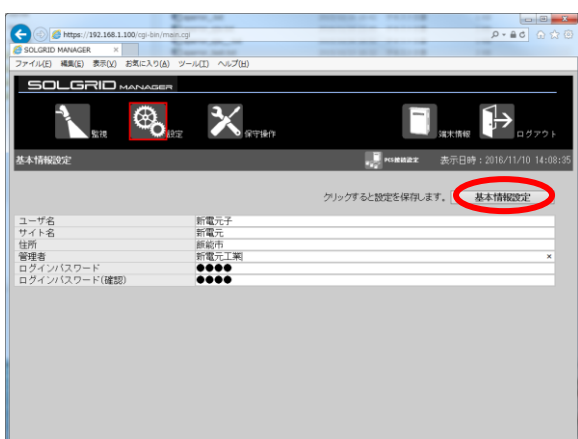 https://192.168.1.100/cgi-bin/main.cgi
SOLGRID MANAGER ×
ファイル(F) 編集(E) 表示(V) お気に入り(A) ツール(T) ヘルプ(H)
SOLGRID MANAGER
監視 設定 保守操作 端末情報 ログアウト
基本情報設定 表示日時：2016/11/10 14:08:35
クリックすると設定を保存します。 基本情報設定
ユーザ名 新電元子
サイト名 新電元
住所 飯能市
管理者 新電元工業 ×
ログインパスワード ●●●●
ログインパスワード(確認) ●●●●